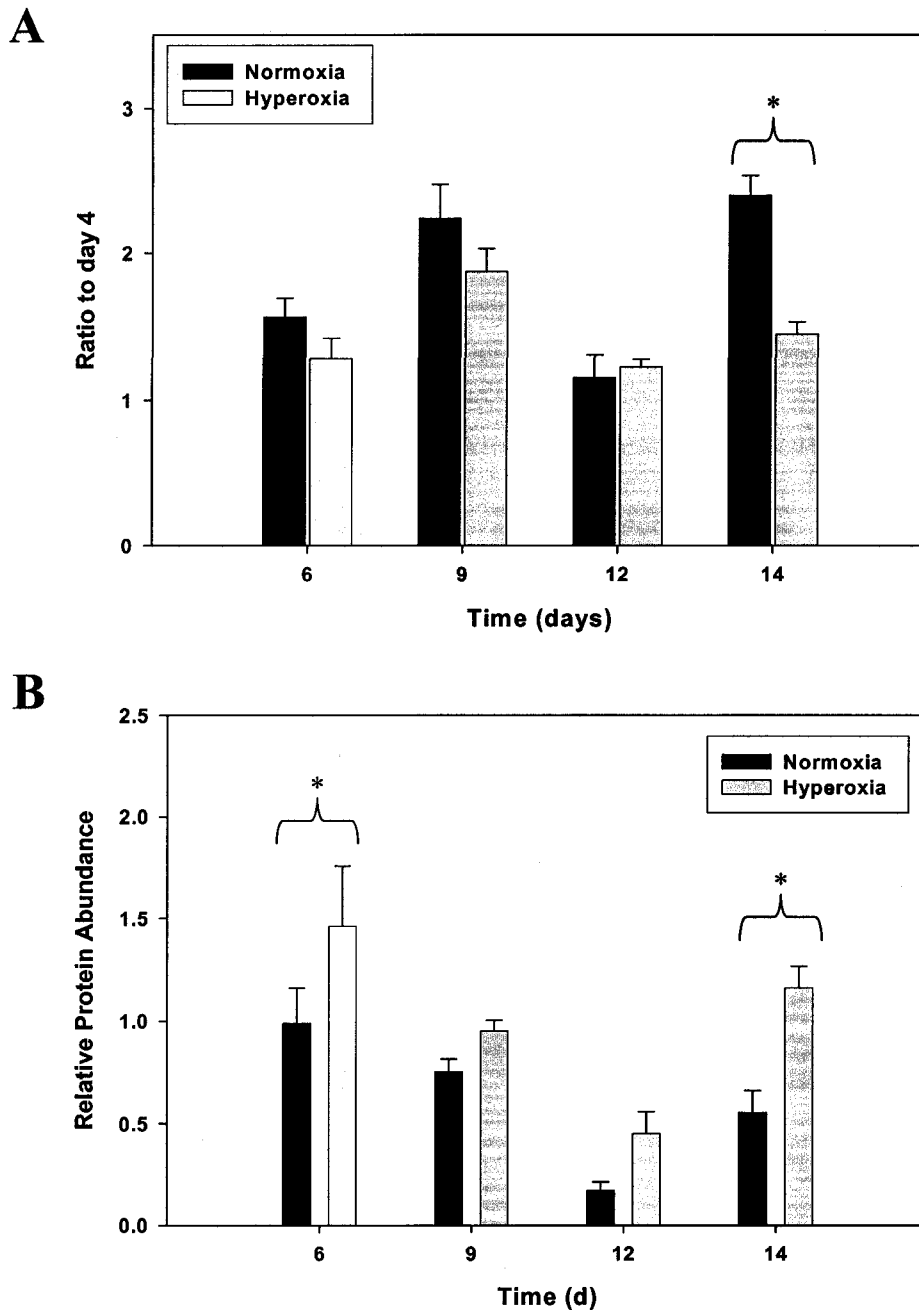 A
Normoxia
Hyperoxia
*
3
2
1
0
Ratio to day 4
6 9 12 14
Time (days)
B
2.5
2.0
1.5
1.0
0.5
0.0
Relative Protein Abundance
Normoxia
Hyperoxia
*
*
6 9 12 14
Time (d)